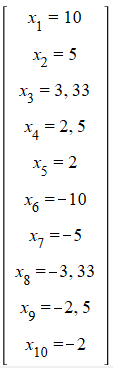 x₁ = 10
x₂ = 5
x₃ = 3, 33
x₄ = 2, 5
x₅ = 2
x₆ =−10
x₇ =−5
x₈ =−3, 33
x₉ =−2, 5
x₁₀ =−2